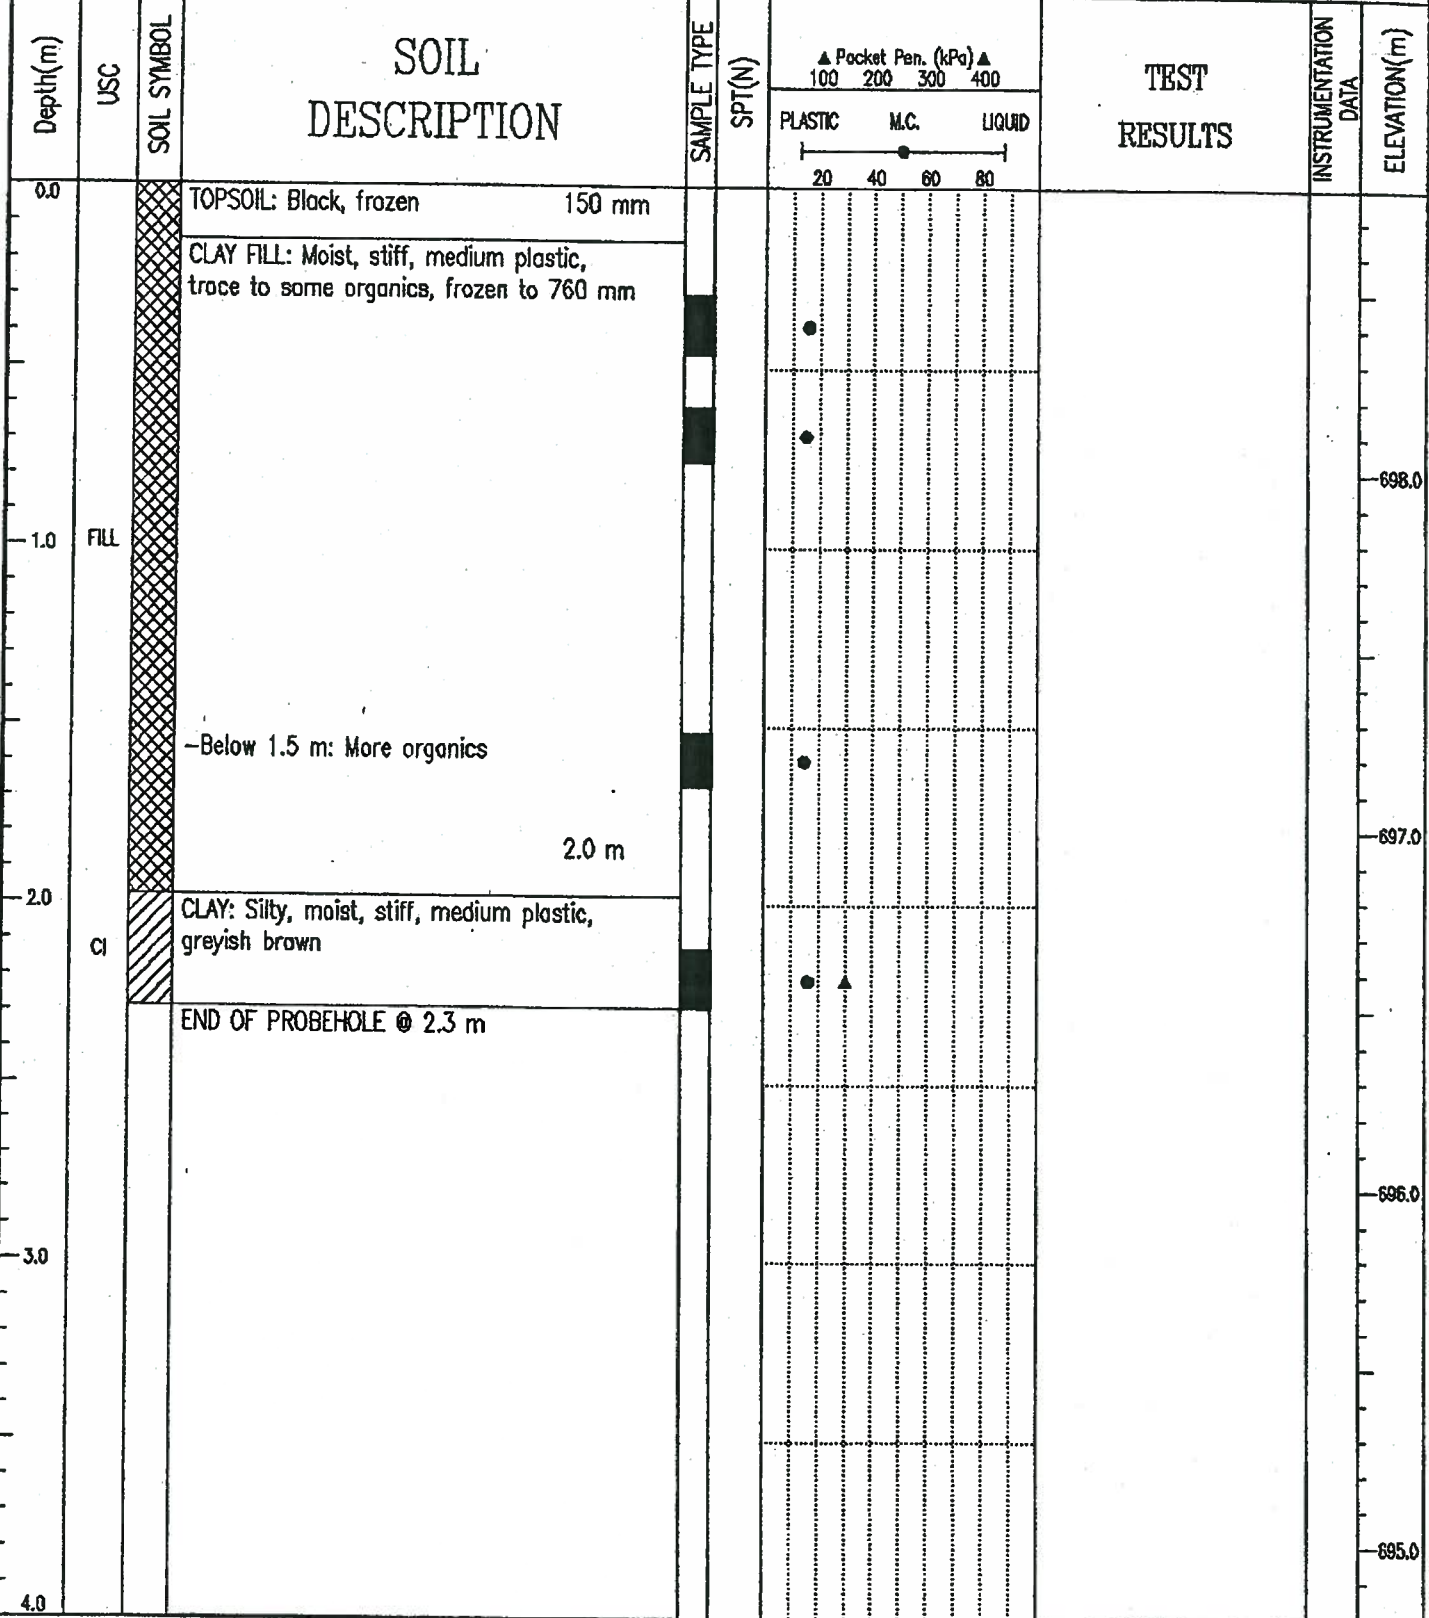 Depth(m)
USC
SOIL SYMBOL
SOIL
DESCRIPTION
SAMPLE TYPE
SPT(N)
▲ Pocket Pen. (kPa) ▲
100 200 300 400
PLASTIC M.C. LIQUID
20 40 60 80
TEST
RESULTS
INSTRUMENTATION
DATA
ELEVATION(m)
0.0
TOPSOIL: Black, frozen 150 mm
CLAY FILL: Moist, stiff, medium plastic,
trace to some organics, frozen to 760 mm
698.0
1.0
FILL
-Below 1.5 m: More organics
697.0
2.0 m
2.0
CLAY: Silty, moist, stiff, medium plastic,
greyish brown
CI
END OF PROBEHOLE @ 2.3 m
696.0
3.0
695.0
4.0